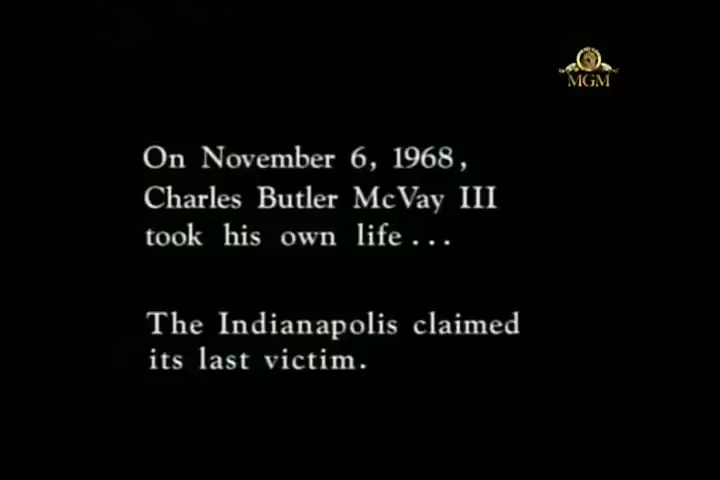 MGM
On November 6, 1968,
Charles Butler McVay III
took his own life...
The Indianapolis claimed
its last victim.